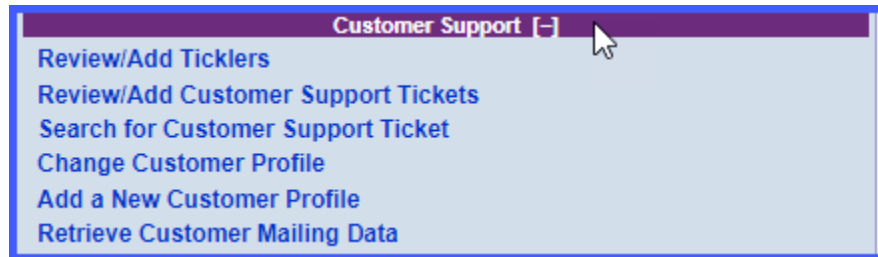 Customer Support [–]
Review/Add Ticklers
Review/Add Customer Support Tickets
Search for Customer Support Ticket
Change Customer Profile
Add a New Customer Profile
Retrieve Customer Mailing Data